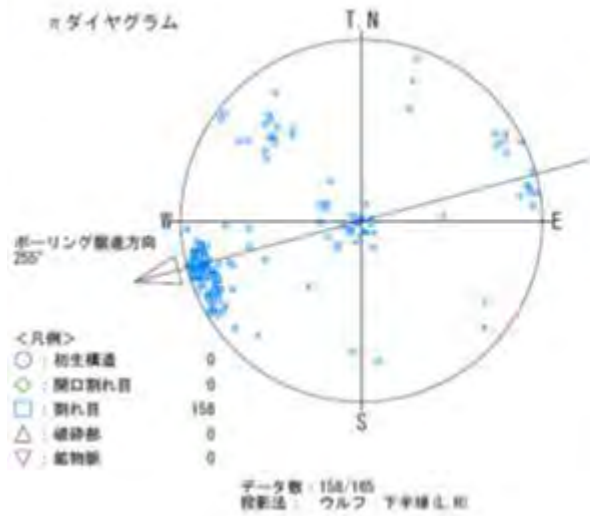 πダイヤグラム
T.N
W
E
S
ボーリング掘進方向
255°
<凡例>
○ : 初生構造 0
◇ : 開口割れ目 0
□ : 割れ目 158
△ : 破砕部 0
▽ : 鉱物脈 0
データ数 : 158/165
投影法 : ウルフ 下半球(L.H)